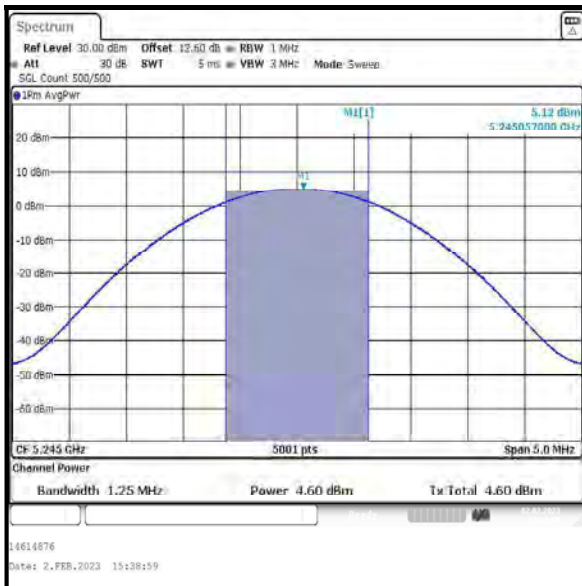 Spectrum
Ref Level 30.00 dBm Offset 12.60 dB RBW 1 MHz
Att 30 dB SWT 5 ms VBW 3 MHz Mode Sweep
SGL Count 500/500
1Rm AvgPwr
M1[1] 5.12 dBm
5.245057000 GHz
20 dBm
10 dBm
M1
0 dBm
-10 dBm
-20 dBm
-30 dBm
-40 dBm
-50 dBm
-60 dBm
CF 5.245 GHz 5001 pts Span 5.0 MHz
Channel Power
Bandwidth 1.25 MHz Power 4.60 dBm Tx Total 4.60 dBm
14614876
Date: 2.FEB.2023 15:38:59